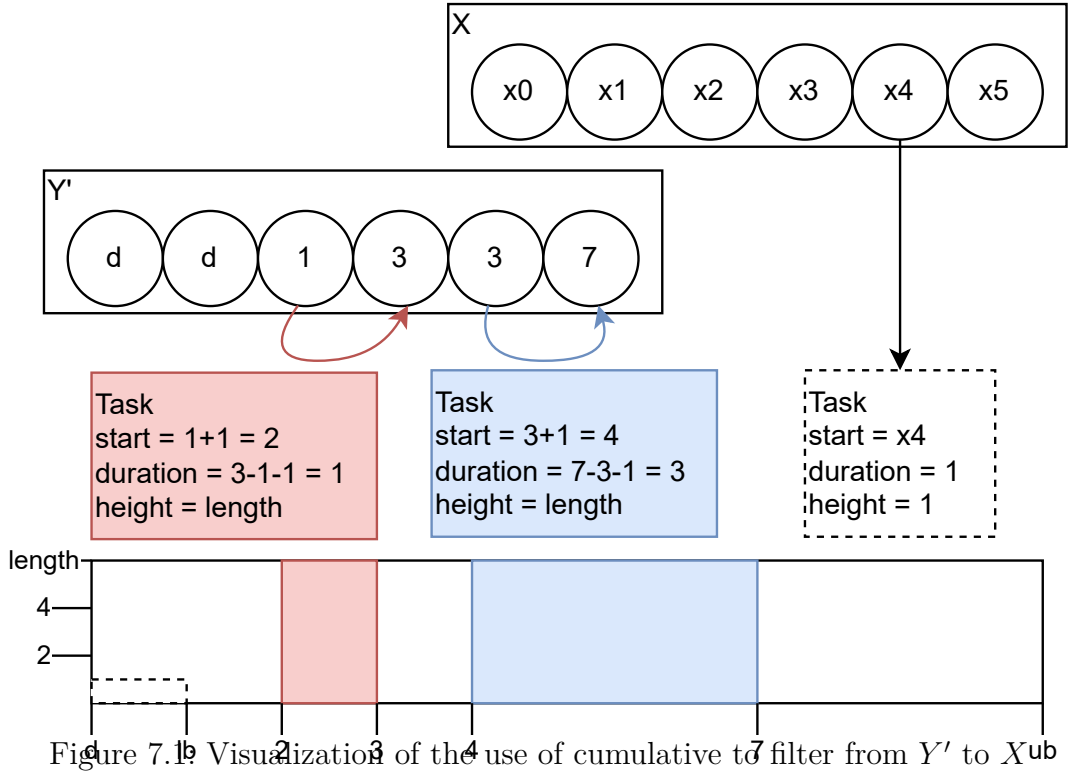 X
x0 x1 x2 x3 x4 x5
Y'
d d 1 3 3 7
Task
start = 1+1 = 2
duration = 3-1-1 = 1
height = length
Task
start = 3+1 = 4
duration = 7-3-1 = 3
height = length
Task
start = x4
duration = 1
height = 1
length
4
2
d lb 2 3 4 7 ub
Figure 7.1: Visualization of the use of cumulative to filter from Y′ to X